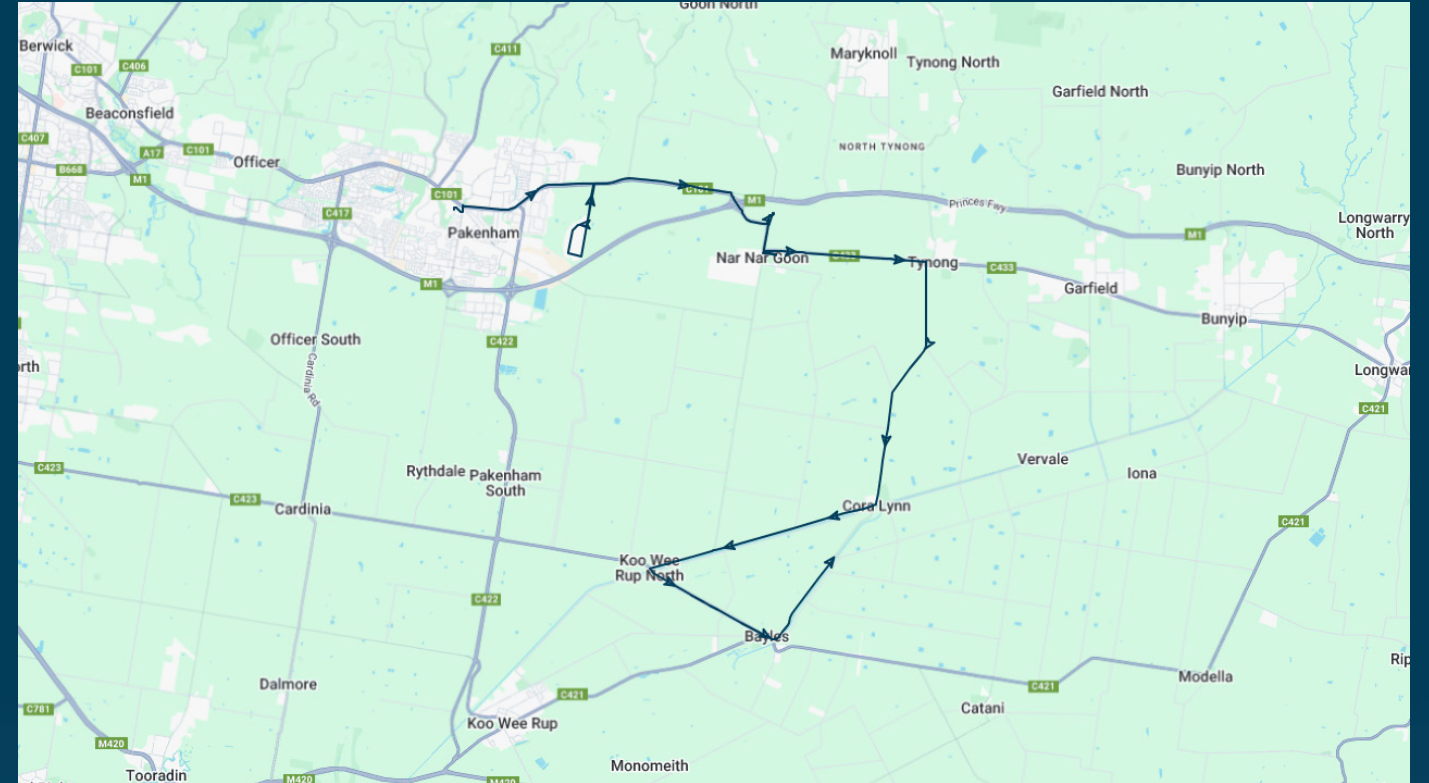 Goon North
Berwick
C101
C406
C411
Maryknoll
Tynong North
Garfield North
Beaconsfield
C407
A17
C101
Officer
B668
M1
NORTH TYNONG
Bunyip North
C101
C417
Pakenham
M1
Princes Fwy
Longwarry
North
M1
Nar Nar Goon
Tynong
C433
Garfield
M1
Bunyip
Officer South
Cardinia Rd
C422
orth
Longwa
C421
C423
Rythdale
Pakenham
South
Vervale
Iona
C423
Cardinia
Cora Lynn
C421
Koo Wee
Rup North
C422
Bayles
Rip
Dalmore
C421
Modella
C421
C781
Koo Wee Rup
Catani
M420
Tooradin
M420
Monomeith
M420